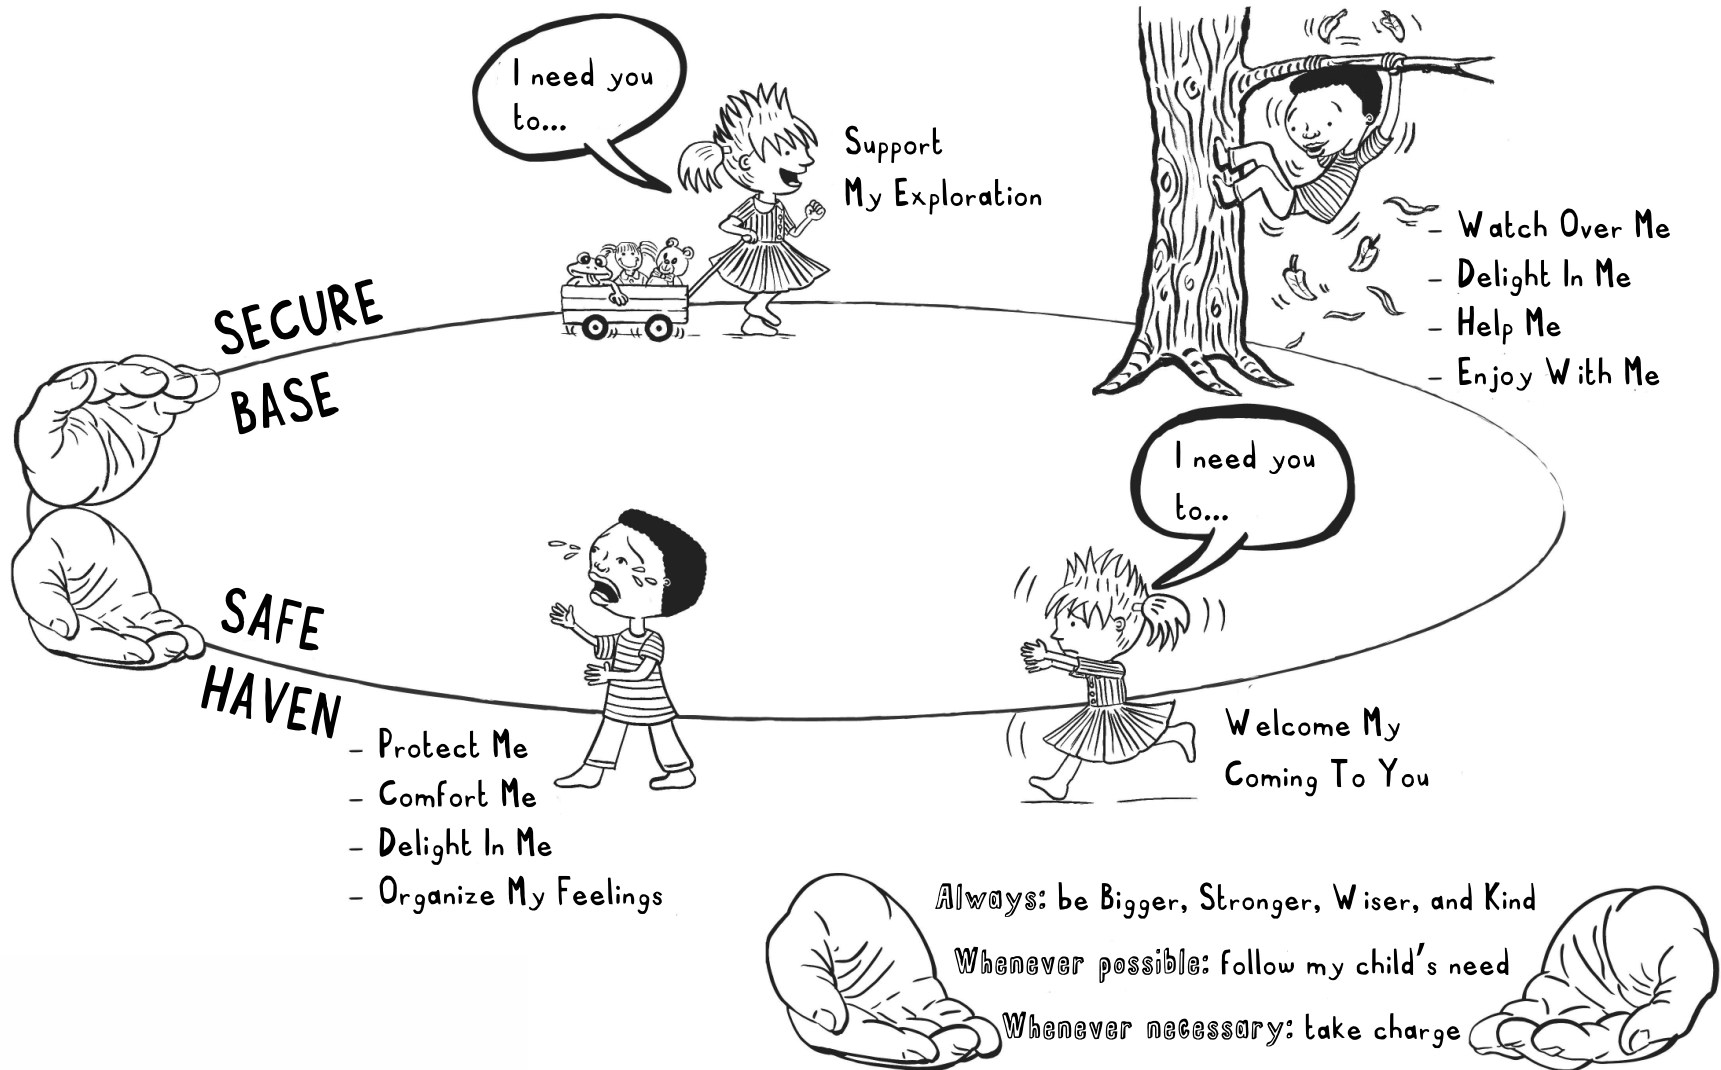 I need you
to...
Support
My Exploration
- Watch Over Me
- Delight In Me
- Help Me
- Enjoy With Me
SECURE
BASE
I need you
to...
Welcome My
Coming To You
SAFE
HAVEN
- Protect Me
- Comfort Me
- Delight In Me
- Organize My Feelings
Always: be Bigger, Stronger, Wiser, and Kind
Whenever possible: follow my child's need
Whenever necessary: take charge